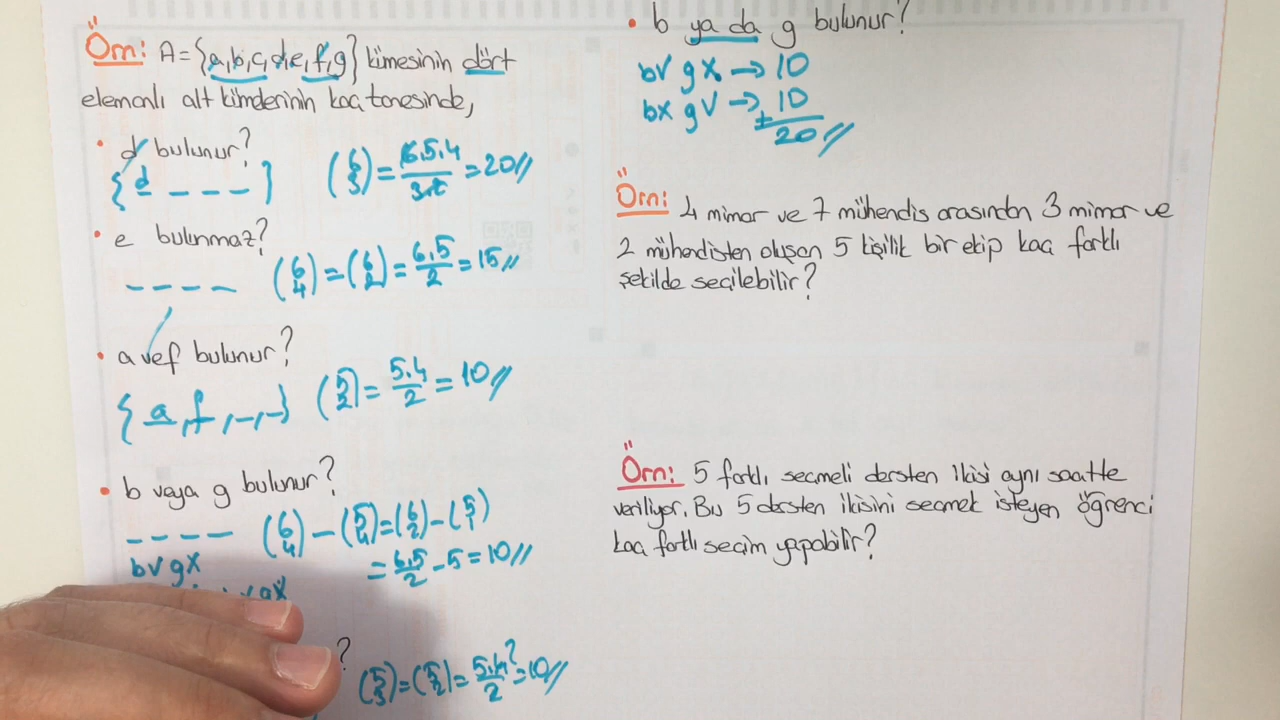 Örn: A={a,b,c,d,e,f,g} kümesinin dört
elemanlı alt kümelerinin kaç tanesinde,
• d bulunur?
{d _ _ _} (6 3) = 6.5.4/3.2 = 20//
• e bulunmaz?
_ _ _ _ (6 4) = (6 2) = 6.5/2 = 15//
• a ve f bulunur?
{a, f, _, _} (5 2) = 5.4/2 = 10//
• b veya g bulunur?
_ _ _ _ (6 4) - (5 4) = (6 2) - (5 1)
= 6.5/2 - 5 = 10//
b✓ g✗
?
(5 3) = (5 2) = 5.4/2 = 10//
• b ya da g bulunur?
b✓ g✗ → 10
b✗ g✓ → 10
+ 20//
Örn: 4 mimar ve 7 mühendis arasından 3 mimar ve
2 mühendisten oluşan 5 kişilik bir ekip kaç farklı
şekilde seçilebilir?
Örn: 5 farklı seçmeli dersten ikisi aynı saatte
veriliyor. Bu 5 dersten ikisini seçmek isteyen öğrenci
kaç farklı seçim yapabilir?